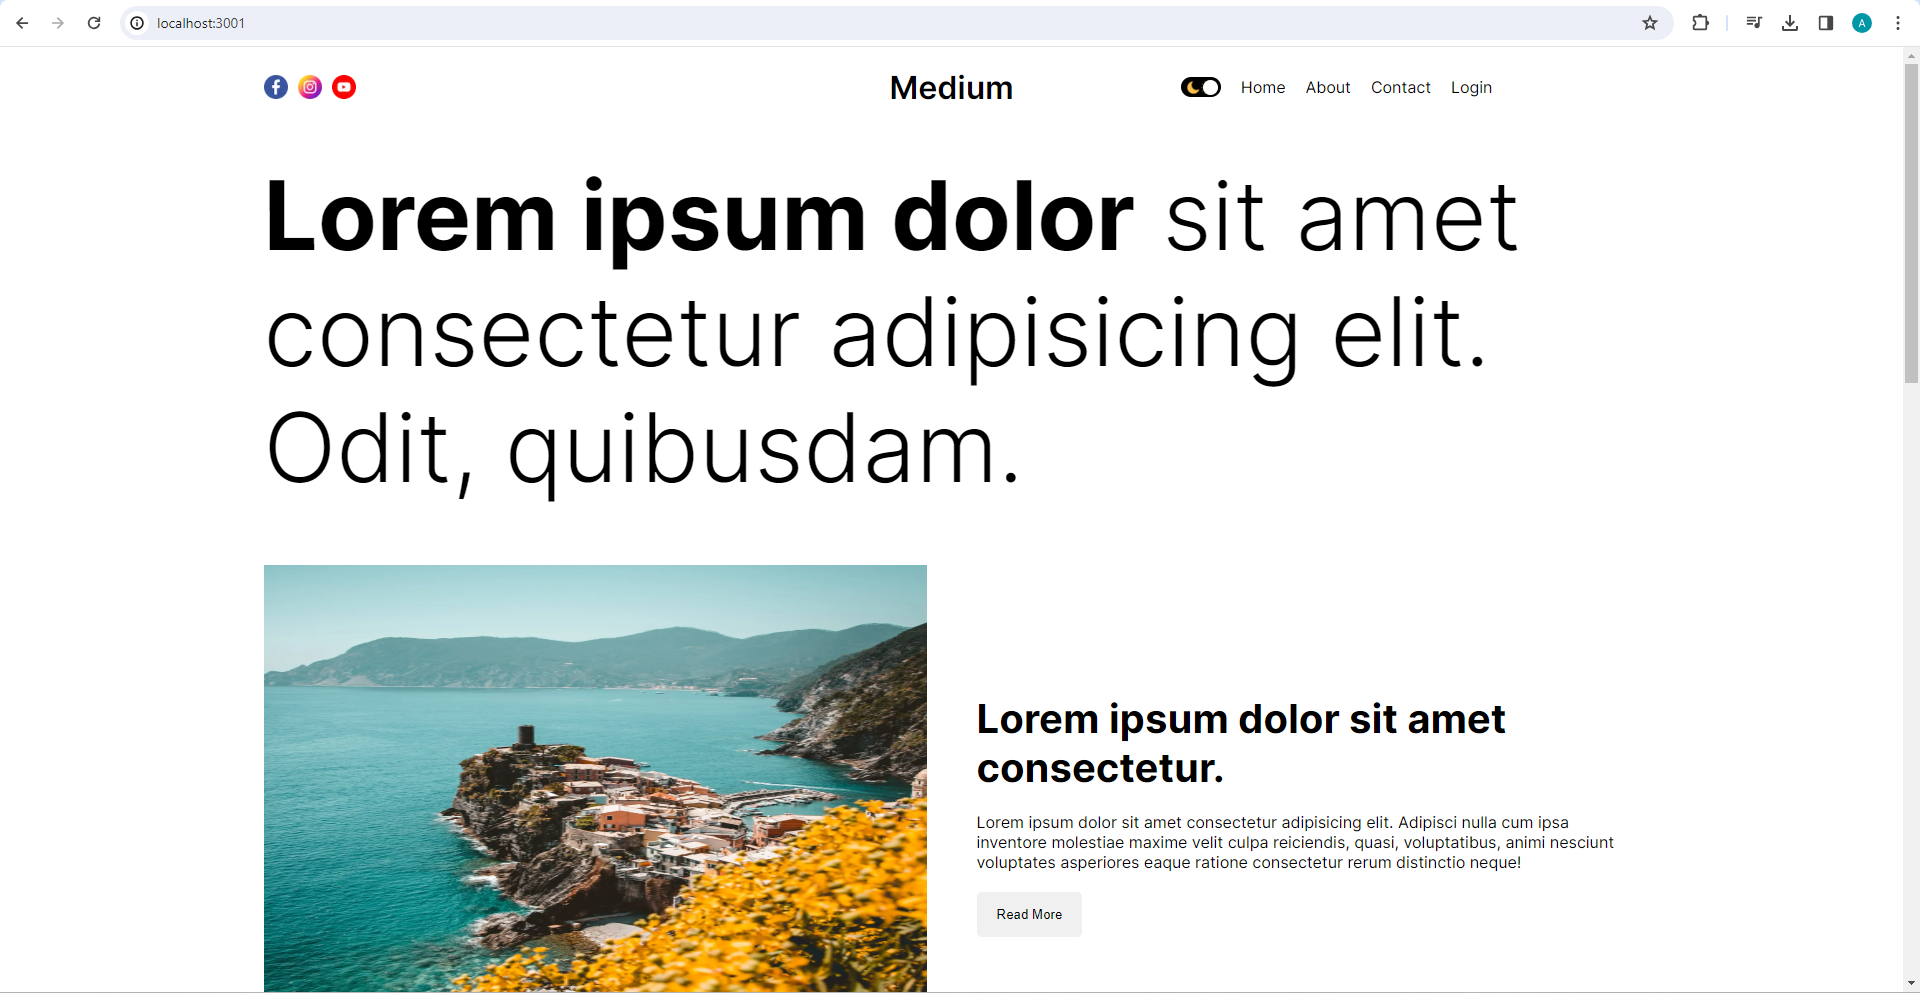 localhost:3001
A
Medium
Home About Contact Login
Lorem ipsum dolor sit amet
consectetur adipisicing elit.
Odit, quibusdam.
Lorem ipsum dolor sit amet
consectetur.
Lorem ipsum dolor sit amet consectetur adipisicing elit. Adipisci nulla cum ipsa
inventore molestiae maxime velit culpa reiciendis, quasi, voluptatibus, animi nesciunt
voluptates asperiores eaque ratione consectetur rerum distinctio neque!
Read More